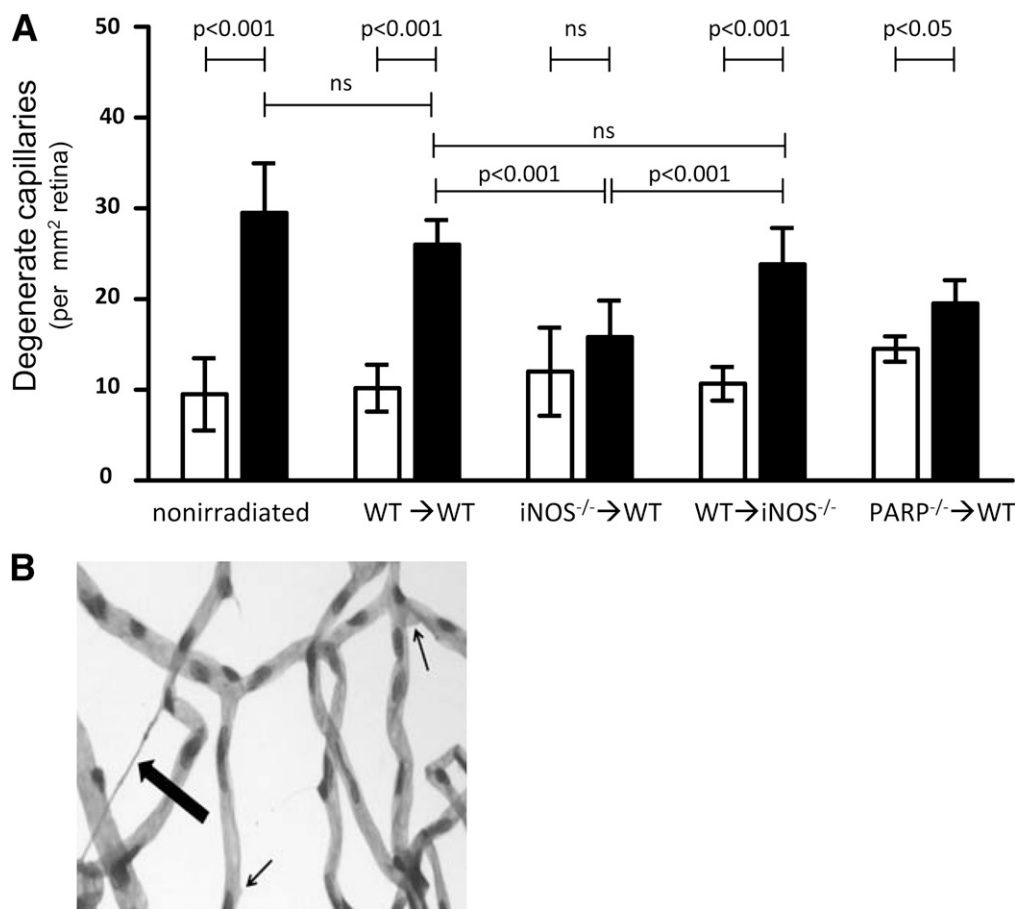 A
50
40
30
20
10
0
Degenerate capillaries
(per mm² retina)
p<0.001 p<0.001 ns p<0.001 p<0.05
ns
ns
p<0.001 p<0.001
nonirradiated WT→WT iNOS⁻/⁻→WT WT→iNOS⁻/⁻ PARP⁻/⁻→WT
B